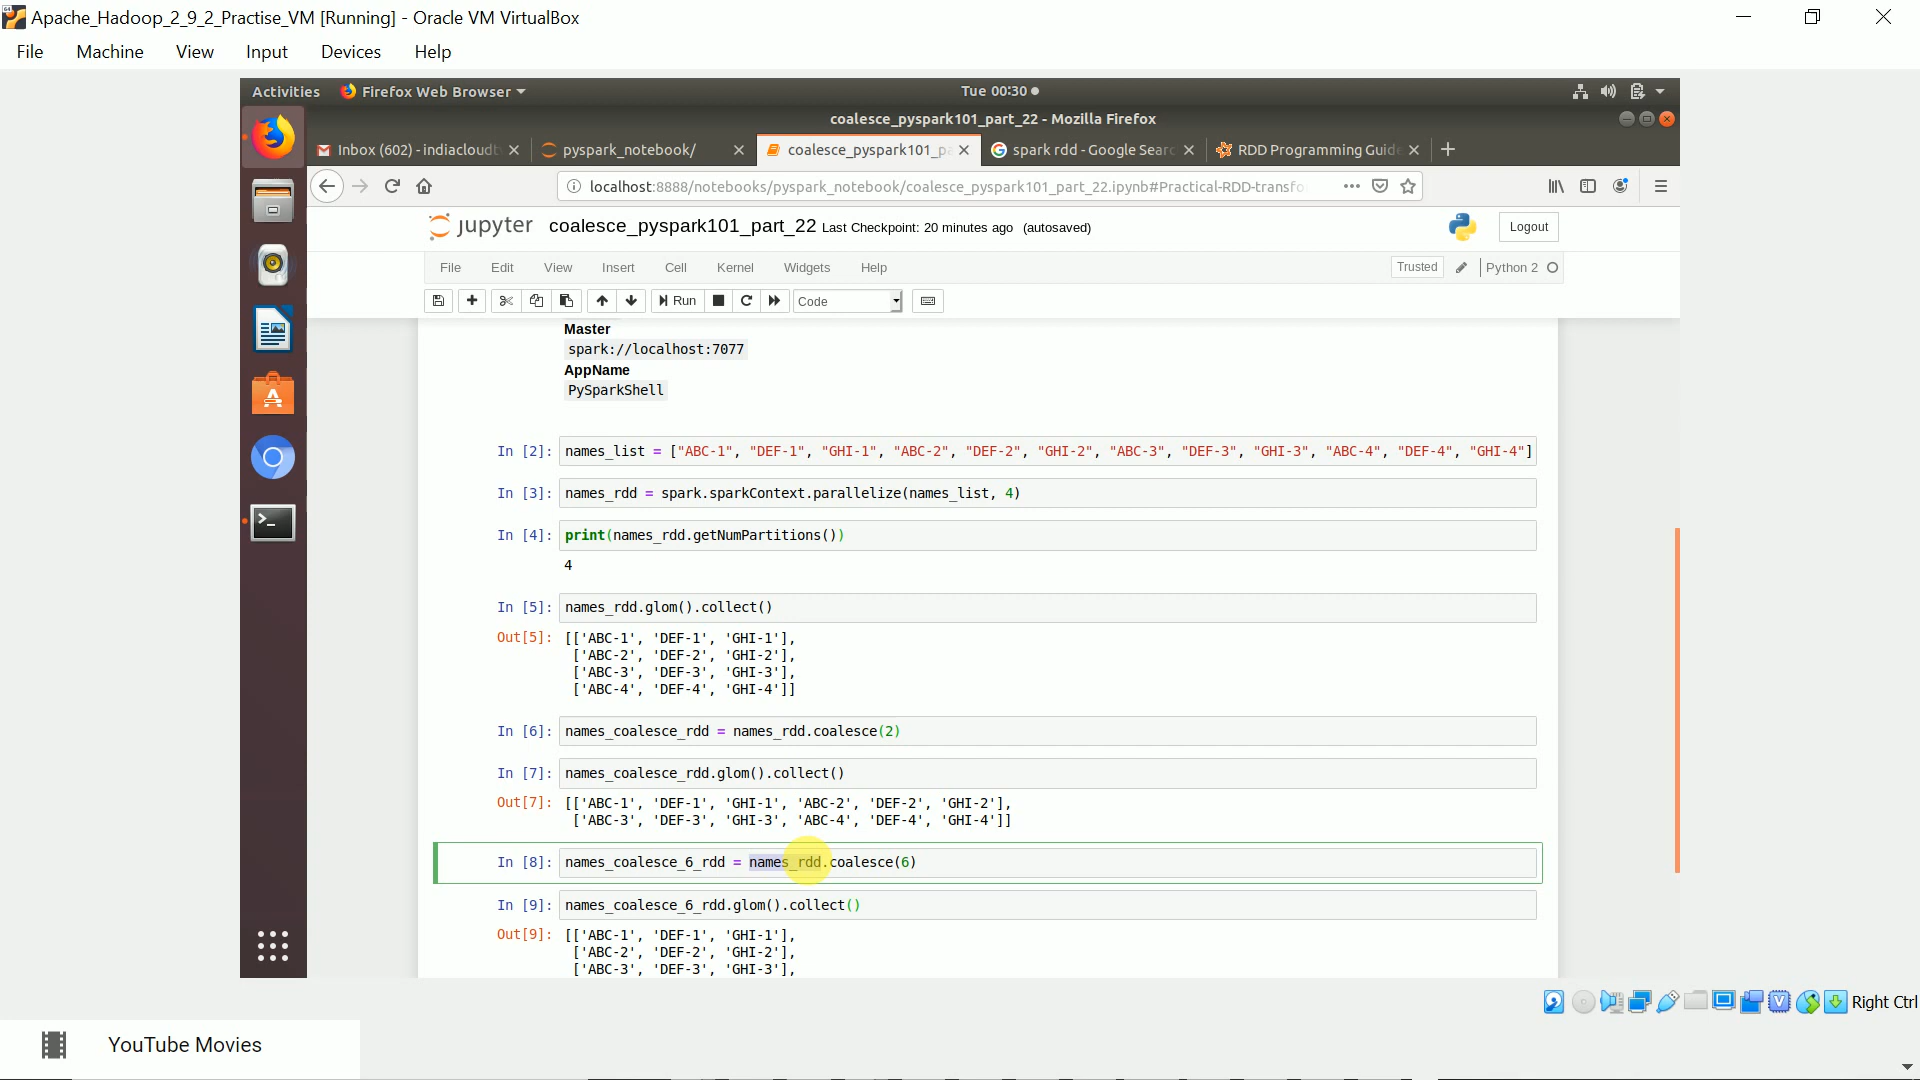 Apache_Hadoop_2_9_2_Practise_VM [Running] - Oracle VM VirtualBox
File Machine View Input Devices Help
Activities Firefox Web Browser Tue 00:30
coalesce_pyspark101_part_22 - Mozilla Firefox
Inbox (602) - indiacloudt pyspark_notebook/ coalesce_pyspark101_pa spark rdd - Google Searc RDD Programming Guide
localhost:8888/notebooks/pyspark_notebook/coalesce_pyspark101_part_22.ipynb#Practical-RDD-transfo
jupyter coalesce_pyspark101_part_22 Last Checkpoint: 20 minutes ago (autosaved) Logout
File Edit View Insert Cell Kernel Widgets Help Trusted Python 2
Run Code
Master
spark://localhost:7077
AppName
PySparkShell
In [2]: names_list = ["ABC-1", "DEF-1", "GHI-1", "ABC-2", "DEF-2", "GHI-2", "ABC-3", "DEF-3", "GHI-3", "ABC-4", "DEF-4", "GHI-4"]
In [3]: names_rdd = spark.sparkContext.parallelize(names_list, 4)
In [4]: print(names_rdd.getNumPartitions())
4
In [5]: names_rdd.glom().collect()
Out[5]: [['ABC-1', 'DEF-1', 'GHI-1'],
['ABC-2', 'DEF-2', 'GHI-2'],
['ABC-3', 'DEF-3', 'GHI-3'],
['ABC-4', 'DEF-4', 'GHI-4']]
In [6]: names_coalesce_rdd = names_rdd.coalesce(2)
In [7]: names_coalesce_rdd.glom().collect()
Out[7]: [['ABC-1', 'DEF-1', 'GHI-1', 'ABC-2', 'DEF-2', 'GHI-2'],
['ABC-3', 'DEF-3', 'GHI-3', 'ABC-4', 'DEF-4', 'GHI-4']]
In [8]: names_coalesce_6_rdd = names_rdd.coalesce(6)
In [9]: names_coalesce_6_rdd.glom().collect()
Out[9]: [['ABC-1', 'DEF-1', 'GHI-1'],
['ABC-2', 'DEF-2', 'GHI-2'],
['ABC-3', 'DEF-3', 'GHI-3'],
Right Ctrl
YouTube Movies